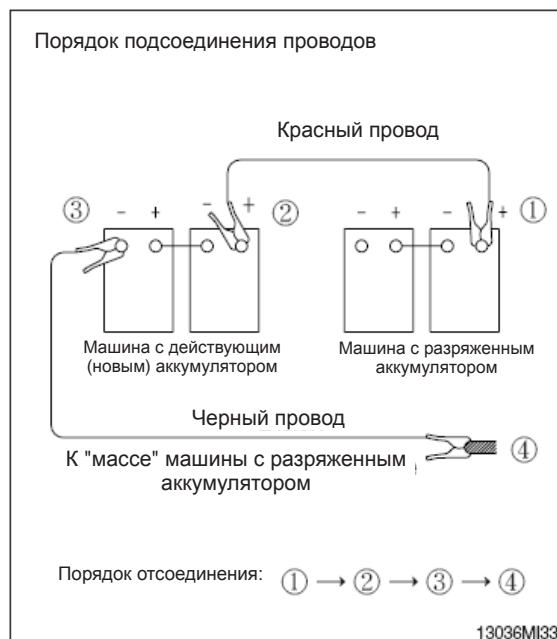 Порядок подсоединения проводов
Красный провод
③ - + - + ② - + - + ①
Машина с действующим
(новым) аккумулятором
Машина с разряженным
аккумулятором
Черный провод
К "массе" машины с разряженным
аккумулятором
④
Порядок отсоединения: ① → ② → ③ → ④
13036MI33